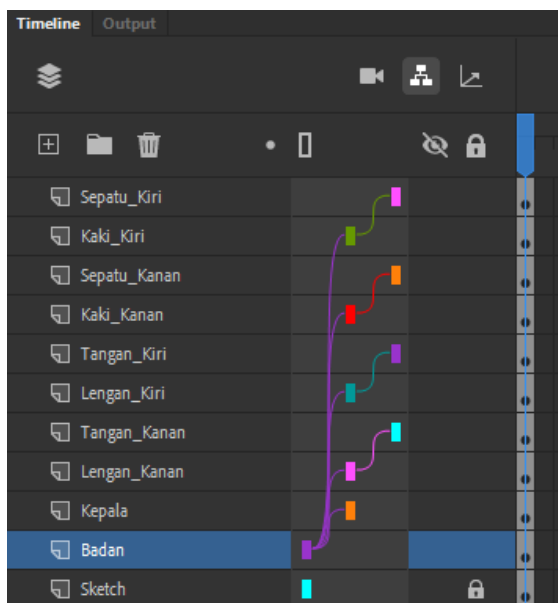 Timeline Output
Sepatu_Kiri
Kaki_Kiri
Sepatu_Kanan
Kaki_Kanan
Tangan_Kiri
Lengan_Kiri
Tangan_Kanan
Lengan_Kanan
Kepala
Badan
Sketch